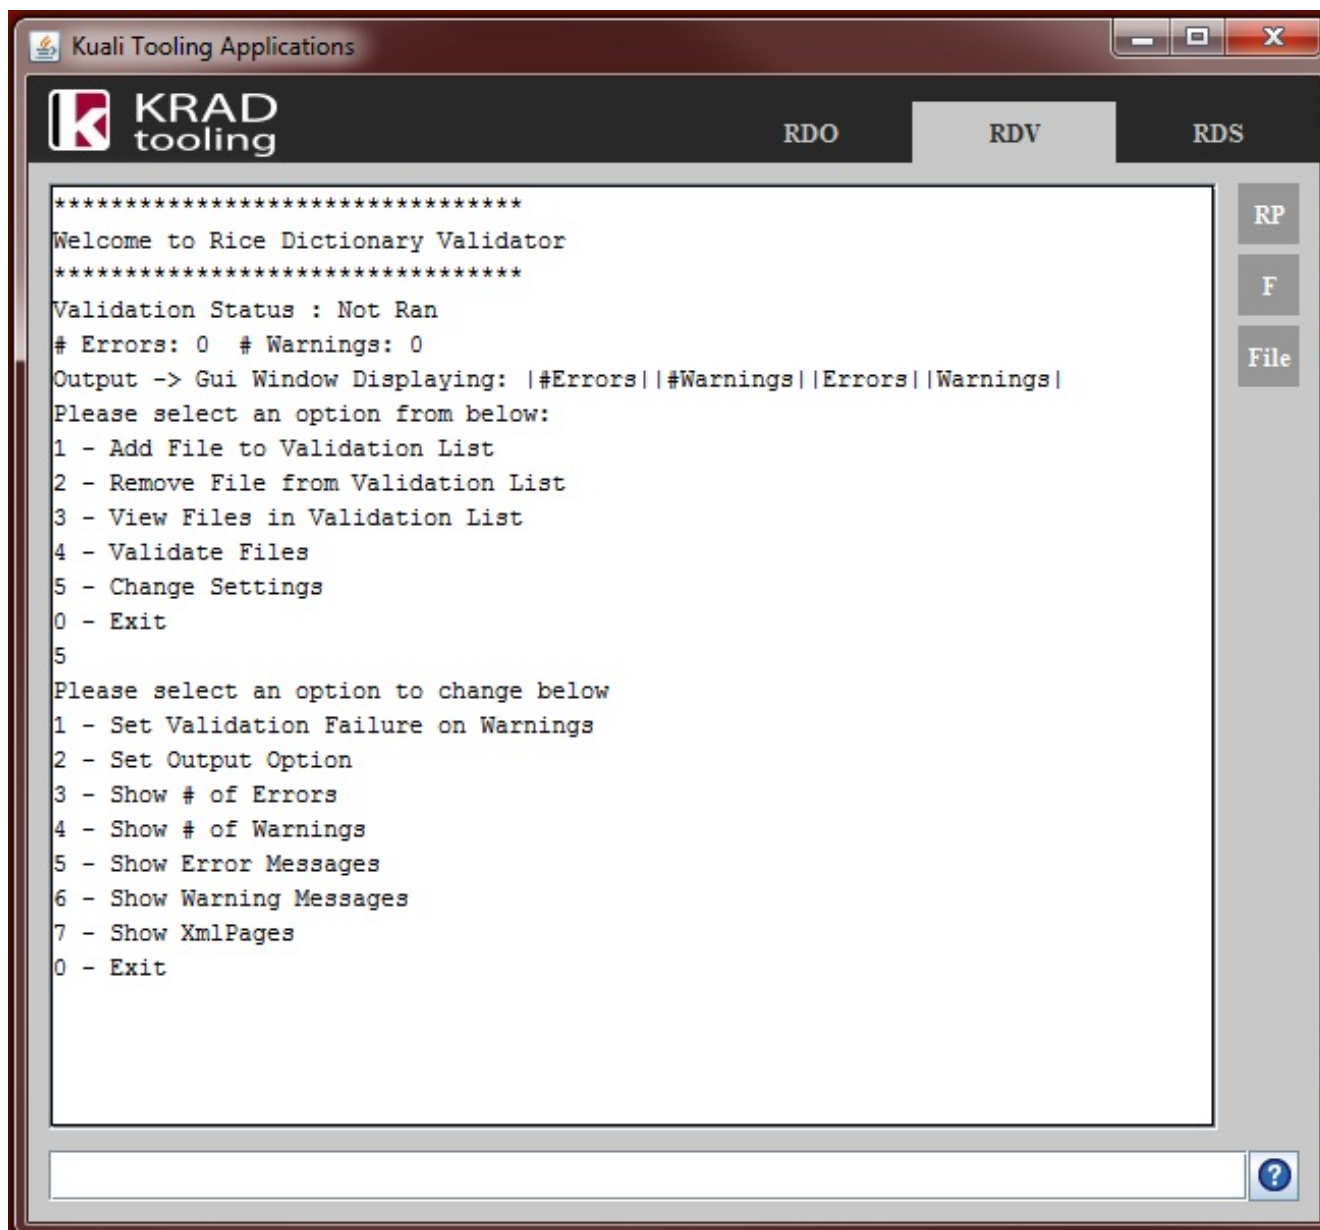 Kuali Tooling Applications
KRAD
tooling
RDO RDV RDS
*********************************
Welcome to Rice Dictionary Validator
*********************************
Validation Status : Not Ran
# Errors: 0  # Warnings: 0
Output -> Gui Window Displaying: |#Errors||#Warnings||Errors||Warnings|
Please select an option from below:
1 - Add File to Validation List
2 - Remove File from Validation List
3 - View Files in Validation List
4 - Validate Files
5 - Change Settings
0 - Exit
5
Please select an option to change below
1 - Set Validation Failure on Warnings
2 - Set Output Option
3 - Show # of Errors
4 - Show # of Warnings
5 - Show Error Messages
6 - Show Warning Messages
7 - Show XmlPages
0 - Exit
RP
F
File